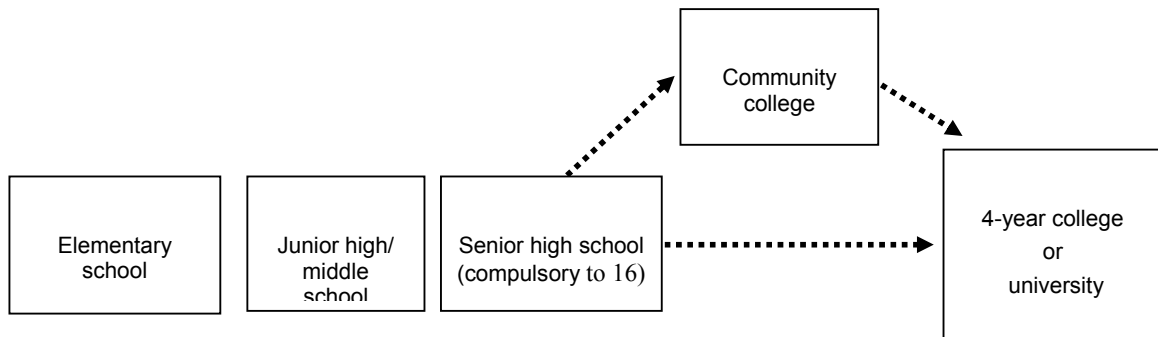 Elementary
school
Junior high/
middle
school
Senior high school
(compulsory to 16)
Community
college
4-year college
or
university